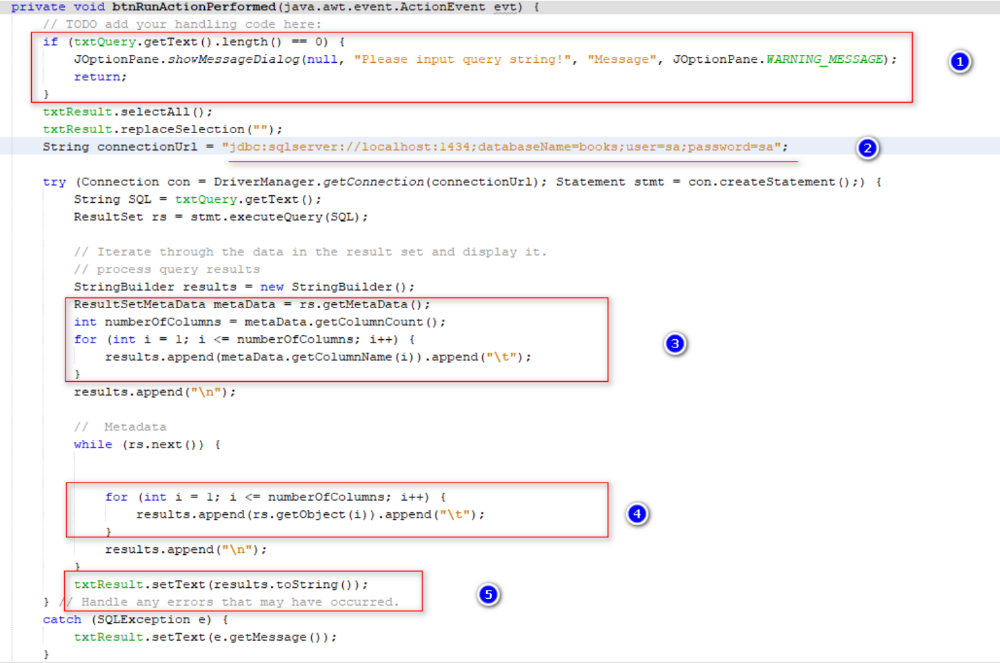 private void btnRunActionPerformed(java.awt.event.ActionEvent evt) {
// TODO add your handling code here:
if (txtQuery.getText().length() == 0) {
JOptionPane.showMessageDialog(null, "Please input query string!", "Message", JOptionPane.WARNING_MESSAGE);
1
return;
}
txtResult.selectAll();
txtResult.replaceSelection("");
String connectionUrl = "jdbc:sqlserver://localhost:1434;databaseName=books;user=sa;password=sa";
2
try (Connection con = DriverManager.getConnection(connectionUrl); Statement stmt = con.createStatement();) {
String SQL = txtQuery.getText();
ResultSet rs = stmt.executeQuery(SQL);
// Iterate through the data in the result set and display it.
// process query results
StringBuilder results = new StringBuilder();
ResultSetMetaData metaData = rs.getMetaData();
int numberOfColumns = metaData.getColumnCount();
for (int i = 1; i <= numberOfColumns; i++) {
3
results.append(metaData.getColumnName(i)).append("\t");
}
results.append("\n");
//  Metadata
while (rs.next()) {
for (int i = 1; i <= numberOfColumns; i++) {
results.append(rs.getObject(i)).append("\t");
4
}
results.append("\n");
}
txtResult.setText(results.toString());
5
} // Handle any errors that may have occurred.
catch (SQLException e) {
txtResult.setText(e.getMessage());
}